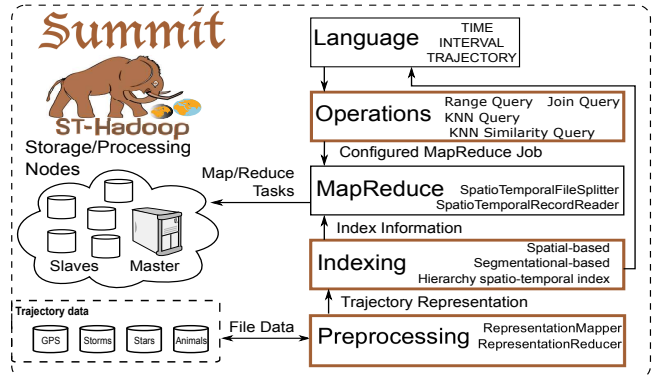 Summit
ST-Hadoop
Storage/Processing
Nodes
Slaves
Master
Map/Reduce
Tasks
Language
TIME
INTERVAL
TRAJECTORY
Operations
Range Query Join Query
KNN Query
KNN Similarity Query
Configured MapReduce Job
MapReduce
SpatioTemporalFileSplitter
SpatioTemporalRecordReader
Index Information
Indexing
Spatial-based
Segmentational-based
Hierarchy spatio-temporal index
Trajectory Representation
Trajectory data
GPS Storms Stars Animals
File Data
Preprocessing
RepresentationMapper
RepresentationReducer